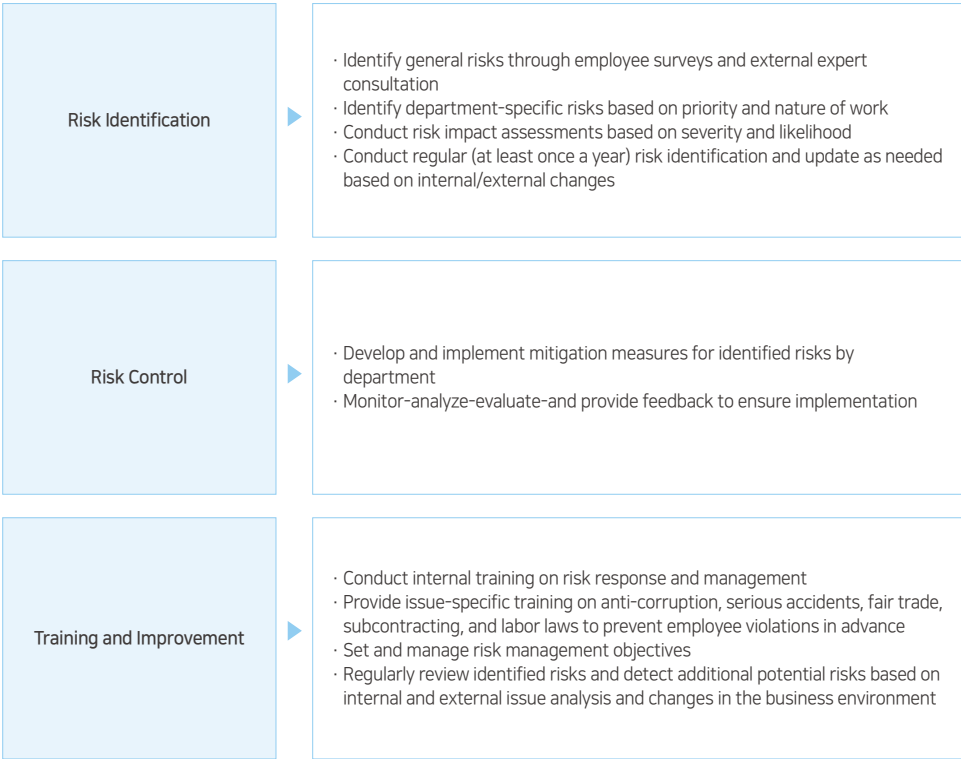 Risk Identification
· Identify general risks through employee surveys and external expert
consultation
· Identify department-specific risks based on priority and nature of work
· Conduct risk impact assessments based on severity and likelihood
· Conduct regular (at least once a year) risk identification and update as needed
based on internal/external changes
Risk Control
· Develop and implement mitigation measures for identified risks by
department
· Monitor-analyze-evaluate-and provide feedback to ensure implementation
Training and Improvement
· Conduct internal training on risk response and management
· Provide issue-specific training on anti-corruption, serious accidents, fair trade,
subcontracting, and labor laws to prevent employee violations in advance
· Set and manage risk management objectives
· Regularly review identified risks and detect additional potential risks based on
internal and external issue analysis and changes in the business environment